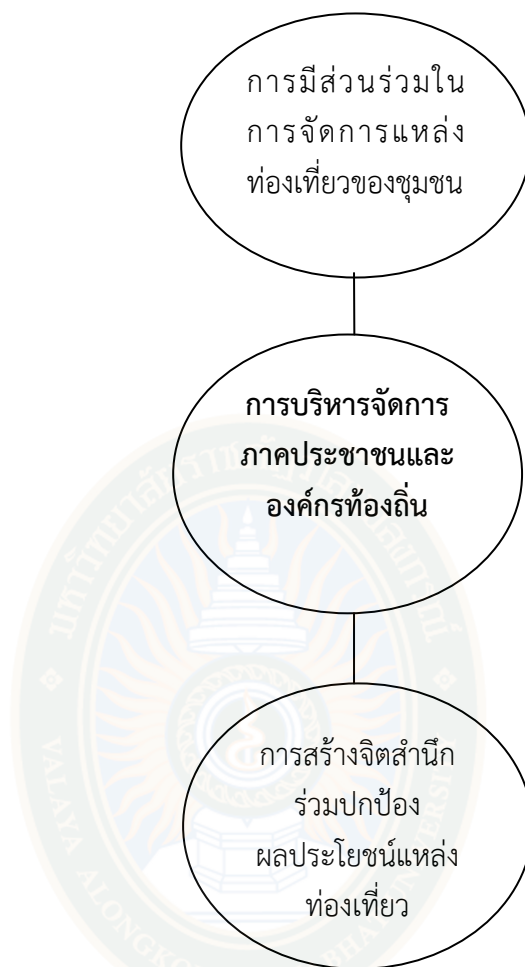 การมีส่วนร่วมใน
การจัดการแหล่ง
ท่องเที่ยวของชุมชน
การบริหารจัดการ
ภาคประชาชนและ
องค์กรท้องถิ่น
การสร้างจิตสำนึก
ร่วมปกป้อง
ผลประโยชน์แหล่ง
ท่องเที่ยว